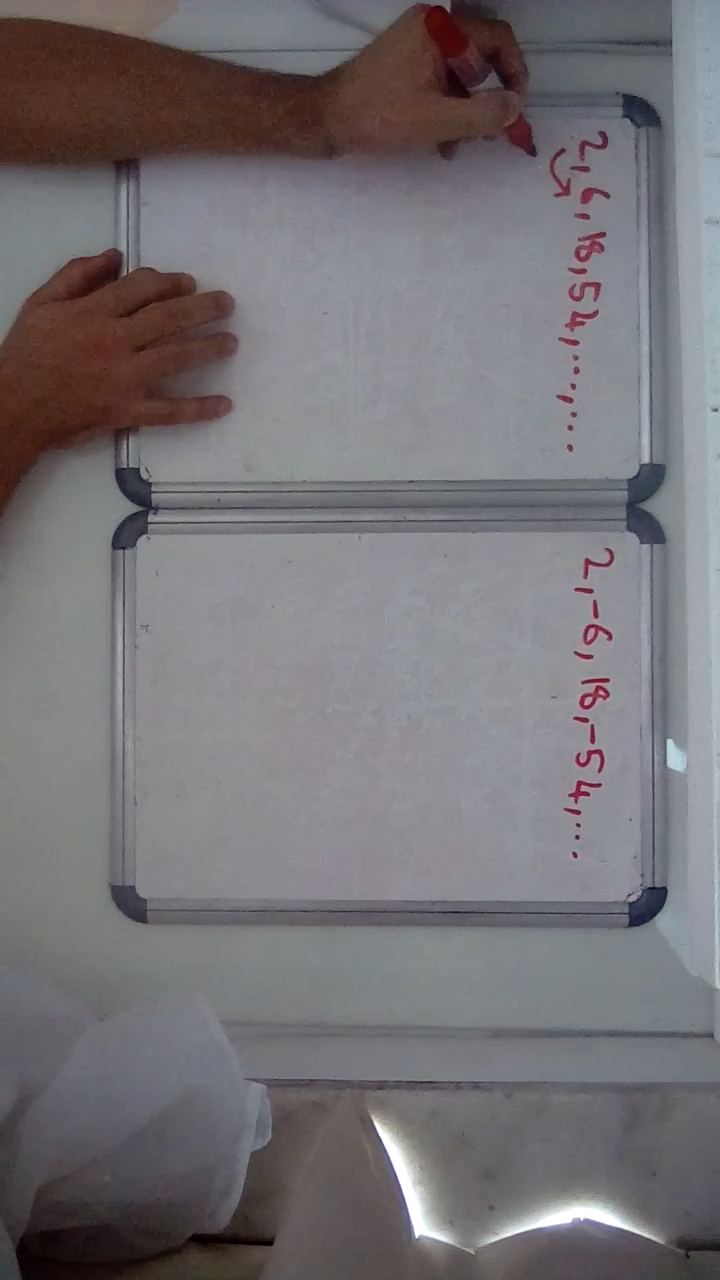 2, 6, 18, 54, ..., ...
2, -6, 18, -54, ...